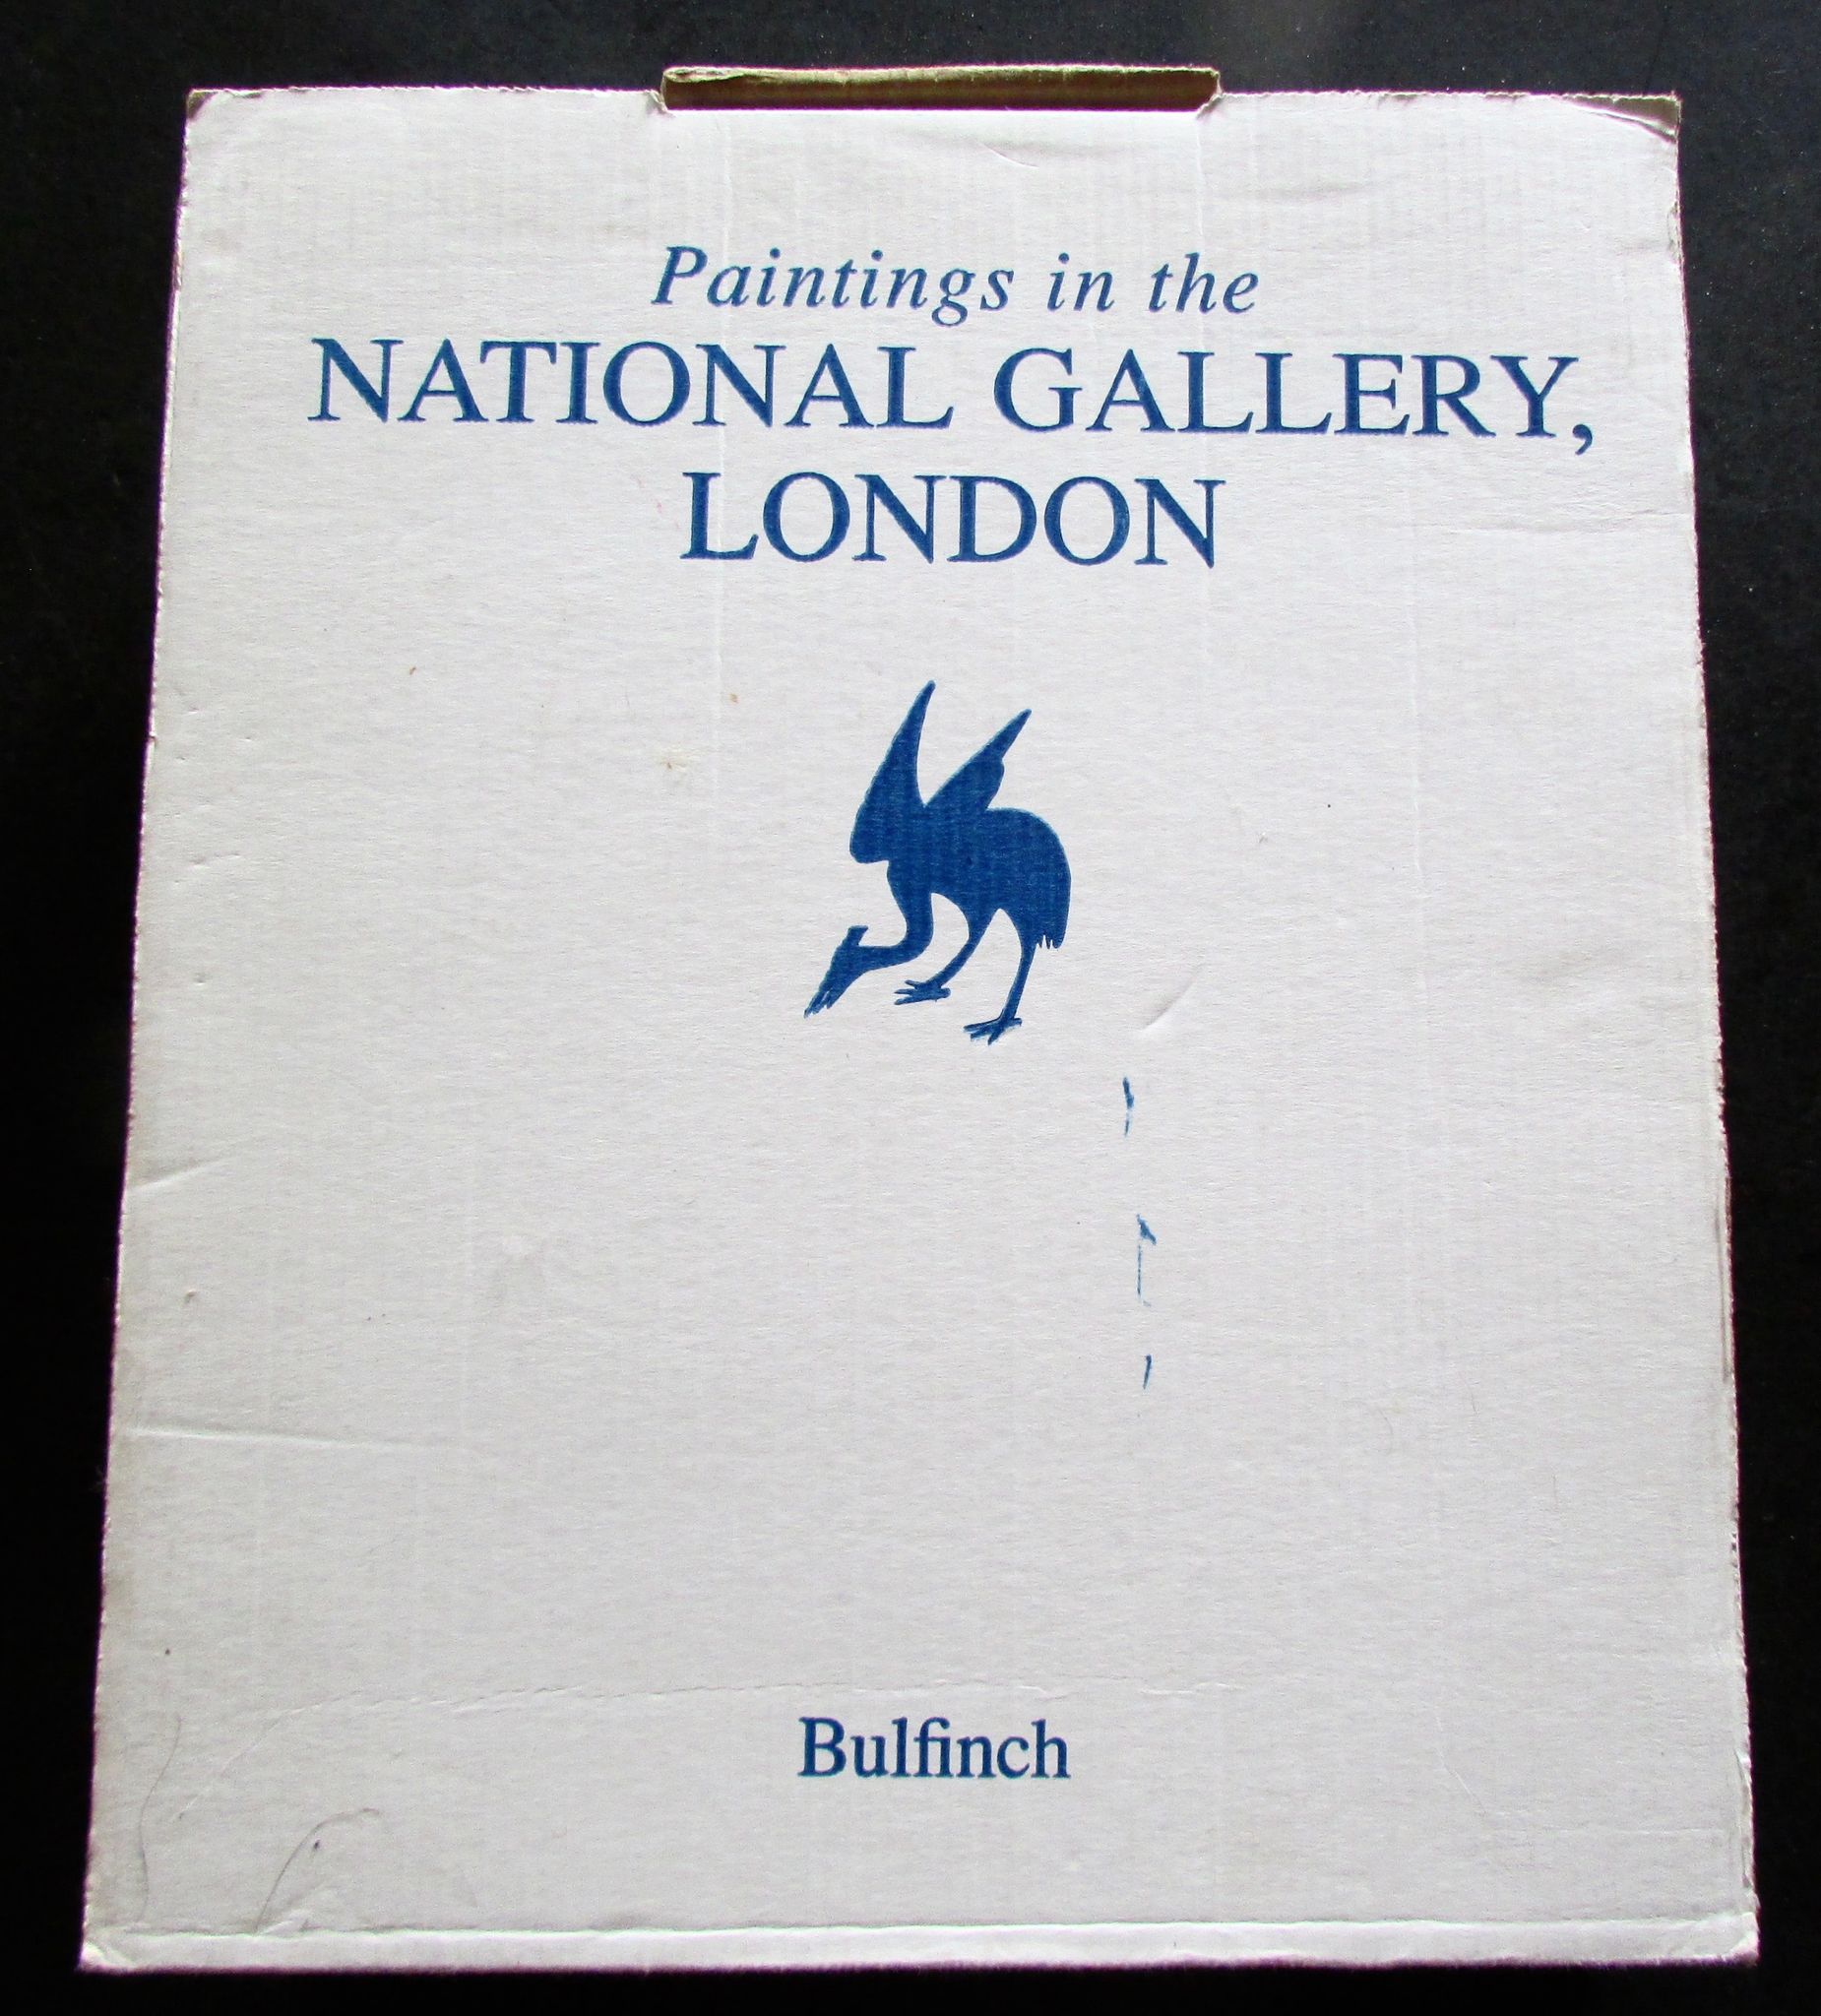 Paintings in the
NATIONAL GALLERY,
LONDON
Bulfinch